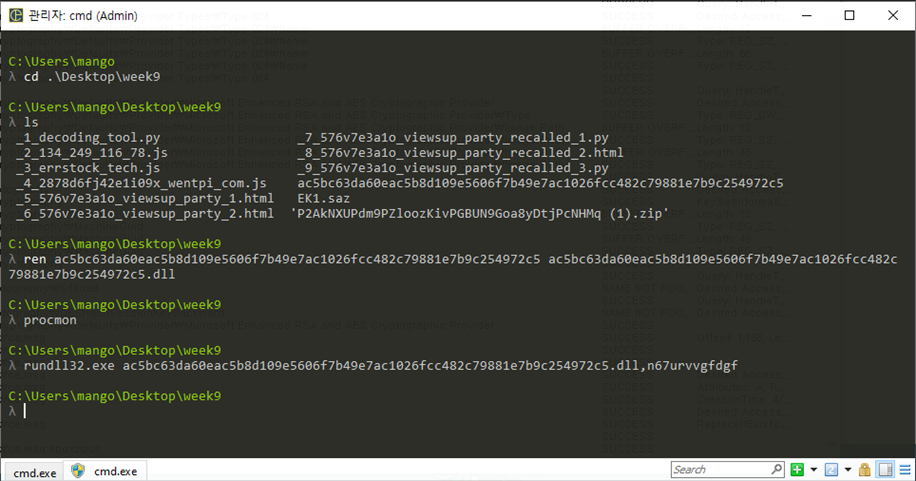 관리자: cmd (Admin)
C:\Users\mango
λ cd .\Desktop\week9
C:\Users\mango\Desktop\week9
λ ls
_1_decoding_tool.py _7_576v7e3a1o_viewsup_party_recalled_1.py
_2_134_249_116_78.js _8_576v7e3a1o_viewsup_party_recalled_2.html
_3_errstock_tech.js _9_576v7e3a1o_viewsup_party_recalled_3.py
_4_2878d6fj42e1i09x_wentpi_com.js ac5bc63da60eac5b8d109e5606f7b49e7ac1026fcc482c79881e7b9c254972c5
_5_576v7e3a1o_viewsup_party_1.html EK1.saz
_6_576v7e3a1o_viewsup_party_2.html 'P2AkNXUPdm9PZloozKivPGBUN9Goa8yDtjPcNHMq (1).zip'
C:\Users\mango\Desktop\week9
λ ren ac5bc63da60eac5b8d109e5606f7b49e7ac1026fcc482c79881e7b9c254972c5 ac5bc63da60eac5b8d109e5606f7b49e7ac1026fcc482c
79881e7b9c254972c5.dll
C:\Users\mango\Desktop\week9
λ procmon
C:\Users\mango\Desktop\week9
λ rundll32.exe ac5bc63da60eac5b8d109e5606f7b49e7ac1026fcc482c79881e7b9c254972c5.dll,n67urvvgfdgf
C:\Users\mango\Desktop\week9
λ
cmd.exe cmd.exe Search